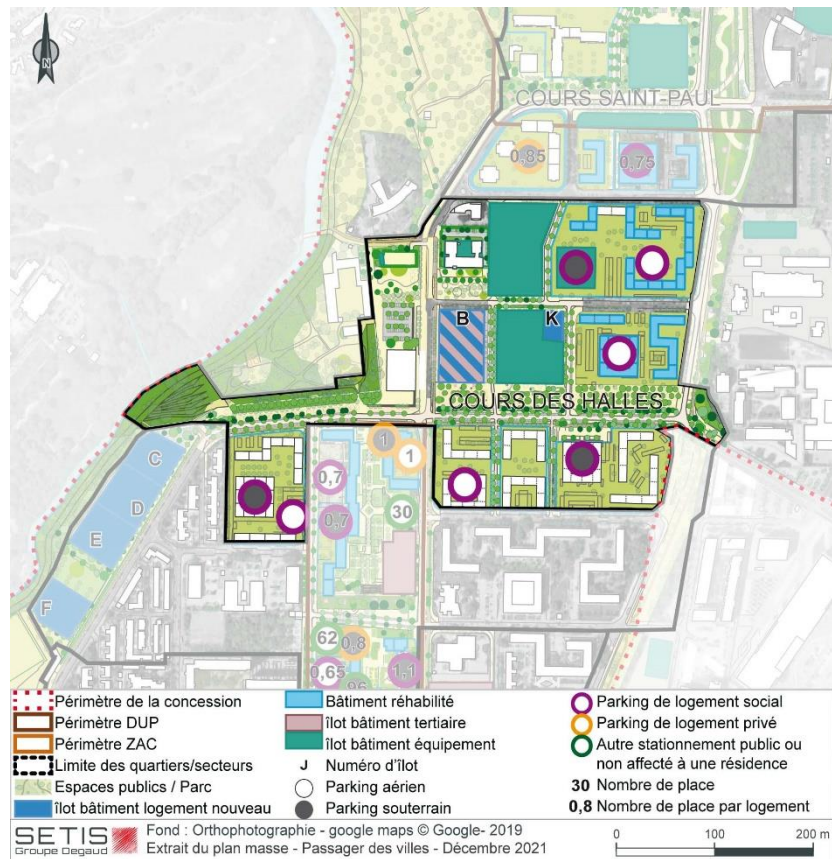 N
COURS SAINT-PAUL
0,85
0,75
B
K
COURS DES HALLES
1
1
0,7
0,7
30
C
D
E
F
62
0,8
0,65
96
1,1
Périmètre de la concession
Périmètre DUP
Périmètre ZAC
Limite des quartiers/secteurs
Espaces publics / Parc
îlot bâtiment logement nouveau
Bâtiment réhabilité
îlot bâtiment tertiaire
îlot bâtiment équipement
J Numéro d'îlot
Parking aérien
Parking souterrain
Parking de logement social
Parking de logement privé
Autre stationnement public ou
non affecté à une résidence
30 Nombre de place
0,8 Nombre de place par logement
SETIS
Groupe Degaud
Fond : Orthophotographie - google maps © Google- 2019
Extrait du plan masse - Passager des villes - Décembre 2021
0 100 200 m